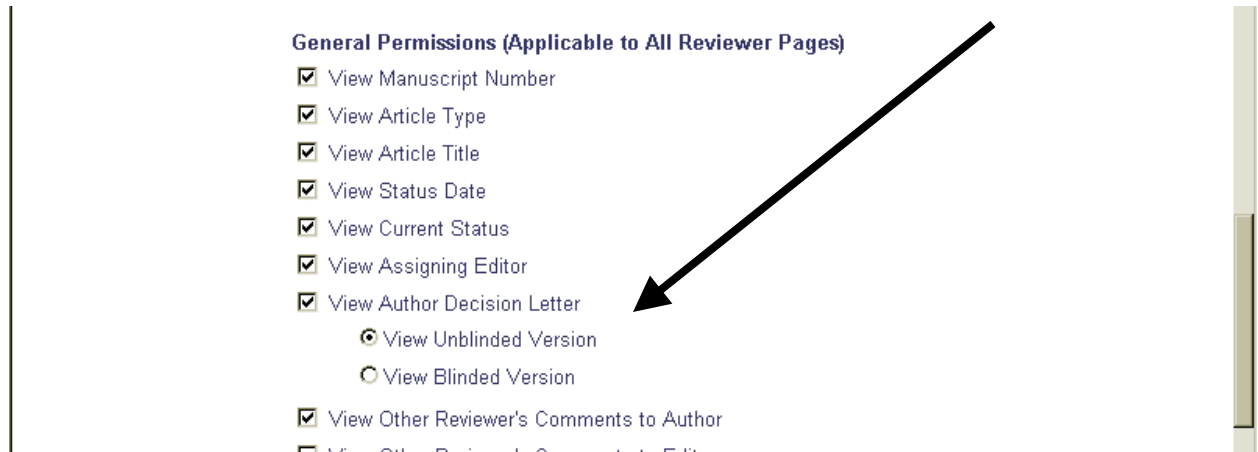 General Permissions (Applicable to All Reviewer Pages)
View Manuscript Number
View Article Type
View Article Title
View Status Date
View Current Status
View Assigning Editor
View Author Decision Letter
View Unblinded Version
View Blinded Version
View Other Reviewer's Comments to Author